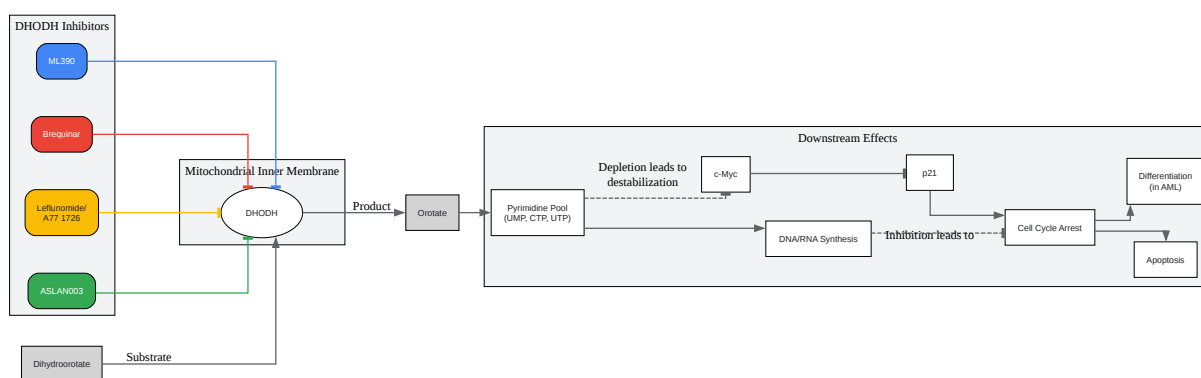 DHODH Inhibitors
ML390
Brequinar
Leflunomide/
A77 1726
ASLAN003
Dihydroorotate
Substrate
Mitochondrial Inner Membrane
DHODH
Product
Orotate
Downstream Effects
Pyrimidine Pool
(UMP, CTP, UTP)
Depletion leads to
destabilization
c-Myc
p21
DNA/RNA Synthesis
Inhibition leads to
Cell Cycle Arrest
Differentiation
(in AML)
Apoptosis